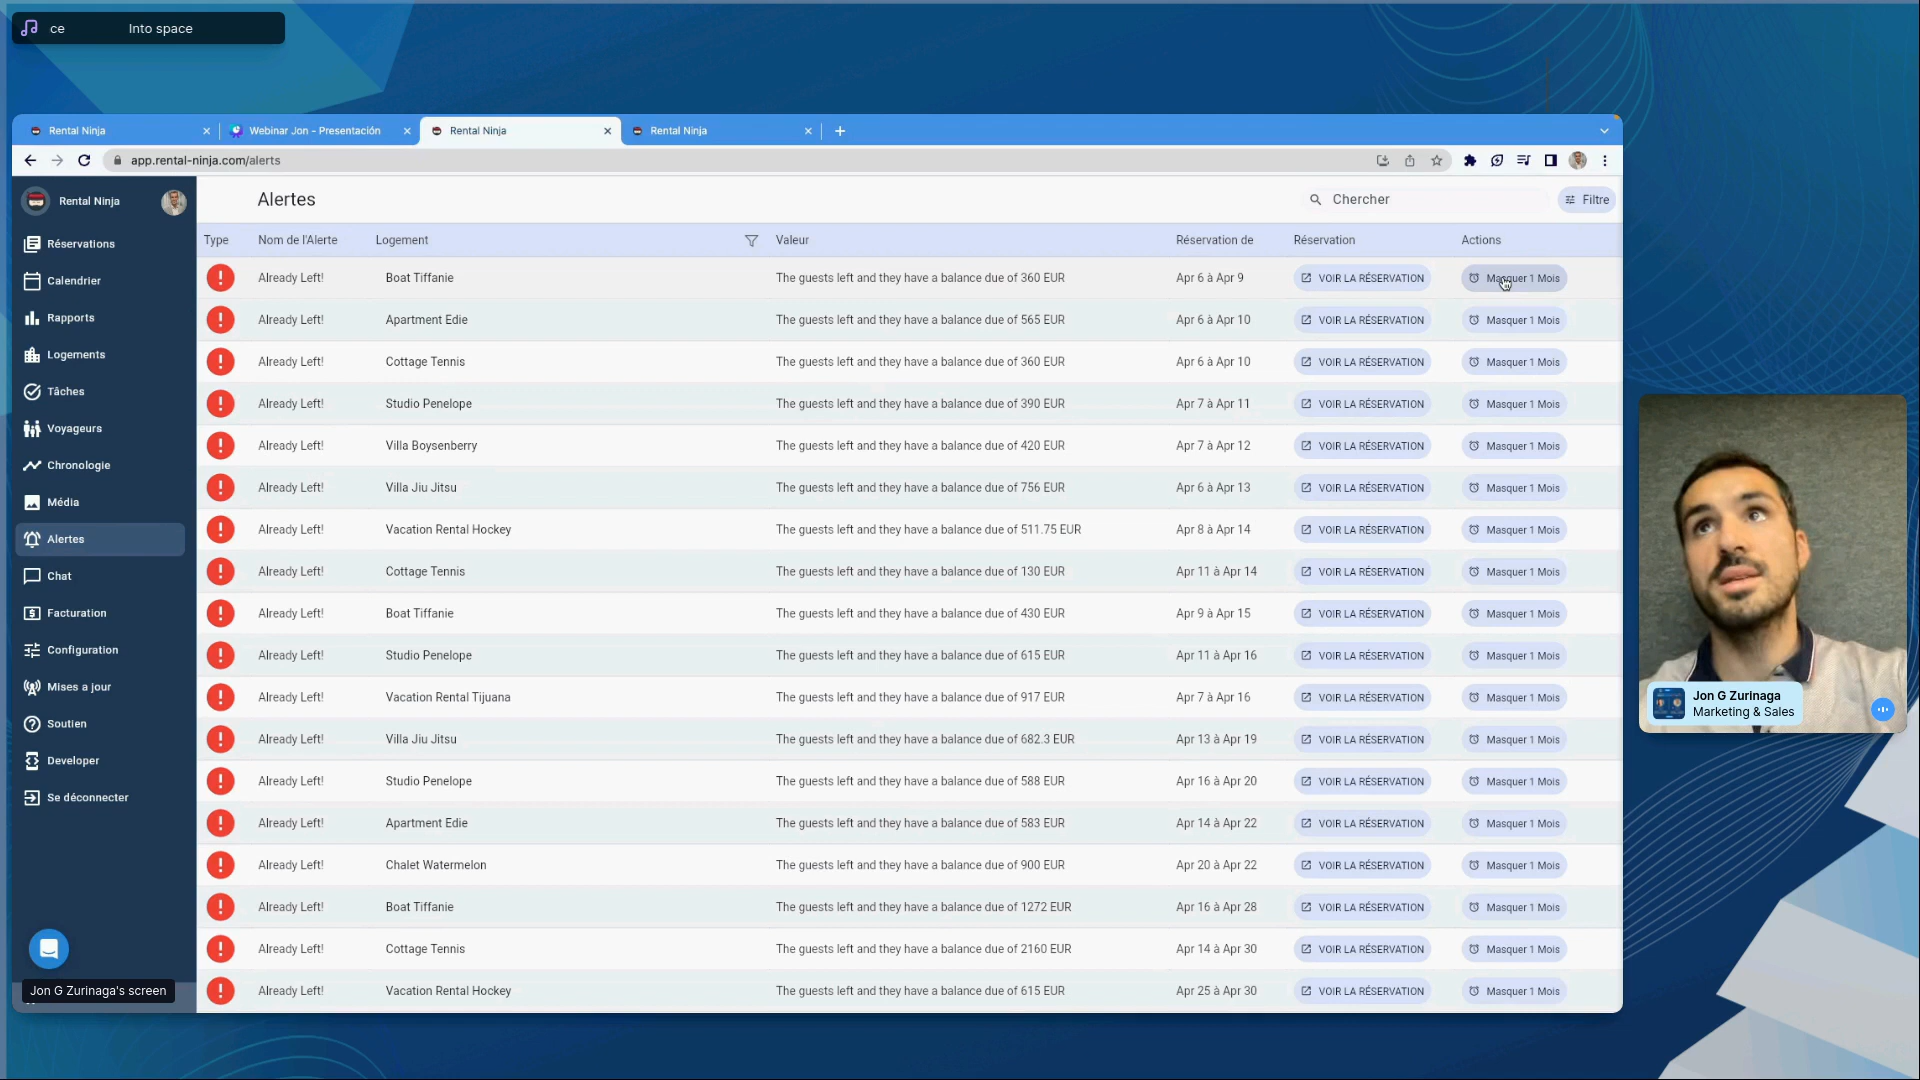 ce Into space
Rental Ninja Webinar Jon - Presentación Rental Ninja Rental Ninja
app.rental-ninja.com/alerts
Rental Ninja
Réservations
Calendrier
Rapports
Logements
Tâches
Voyageurs
Chronologie
Média
Alertes
Chat
Facturation
Configuration
Mises a jour
Soutien
Developer
Se déconnecter
Jon G Zurinaga's screen
Alertes Chercher Filtre
Type Nom de l'Alerte Logement Valeur Réservation de Réservation Actions
Already Left! Boat Tiffanie The guests left and they have a balance due of 360 EUR Apr 6 à Apr 9 VOIR LA RÉSERVATION Masquer 1 Mois
Already Left! Apartment Edie The guests left and they have a balance due of 565 EUR Apr 6 à Apr 10 VOIR LA RÉSERVATION Masquer 1 Mois
Already Left! Cottage Tennis The guests left and they have a balance due of 360 EUR Apr 6 à Apr 10 VOIR LA RÉSERVATION Masquer 1 Mois
Already Left! Studio Penelope The guests left and they have a balance due of 390 EUR Apr 7 à Apr 11 VOIR LA RÉSERVATION Masquer 1 Mois
Already Left! Villa Boysenberry The guests left and they have a balance due of 420 EUR Apr 7 à Apr 12 VOIR LA RÉSERVATION Masquer 1 Mois
Already Left! Villa Jiu Jitsu The guests left and they have a balance due of 756 EUR Apr 6 à Apr 13 VOIR LA RÉSERVATION Masquer 1 Mois
Already Left! Vacation Rental Hockey The guests left and they have a balance due of 511.75 EUR Apr 8 à Apr 14 VOIR LA RÉSERVATION Masquer 1 Mois
Already Left! Cottage Tennis The guests left and they have a balance due of 130 EUR Apr 11 à Apr 14 VOIR LA RÉSERVATION Masquer 1 Mois
Already Left! Boat Tiffanie The guests left and they have a balance due of 430 EUR Apr 9 à Apr 15 VOIR LA RÉSERVATION Masquer 1 Mois
Already Left! Studio Penelope The guests left and they have a balance due of 615 EUR Apr 11 à Apr 16 VOIR LA RÉSERVATION Masquer 1 Mois
Already Left! Vacation Rental Tijuana The guests left and they have a balance due of 917 EUR Apr 7 à Apr 16 VOIR LA RÉSERVATION Masquer 1 Mois
Already Left! Villa Jiu Jitsu The guests left and they have a balance due of 682.3 EUR Apr 13 à Apr 19 VOIR LA RÉSERVATION Masquer 1 Mois
Already Left! Studio Penelope The guests left and they have a balance due of 588 EUR Apr 16 à Apr 20 VOIR LA RÉSERVATION Masquer 1 Mois
Already Left! Apartment Edie The guests left and they have a balance due of 583 EUR Apr 14 à Apr 22 VOIR LA RÉSERVATION Masquer 1 Mois
Already Left! Chalet Watermelon The guests left and they have a balance due of 900 EUR Apr 20 à Apr 22 VOIR LA RÉSERVATION Masquer 1 Mois
Already Left! Boat Tiffanie The guests left and they have a balance due of 1272 EUR Apr 16 à Apr 28 VOIR LA RÉSERVATION Masquer 1 Mois
Already Left! Cottage Tennis The guests left and they have a balance due of 2160 EUR Apr 14 à Apr 30 VOIR LA RÉSERVATION Masquer 1 Mois
Already Left! Vacation Rental Hockey The guests left and they have a balance due of 615 EUR Apr 25 à Apr 30 VOIR LA RÉSERVATION Masquer 1 Mois
Jon G Zurinaga
Marketing & Sales